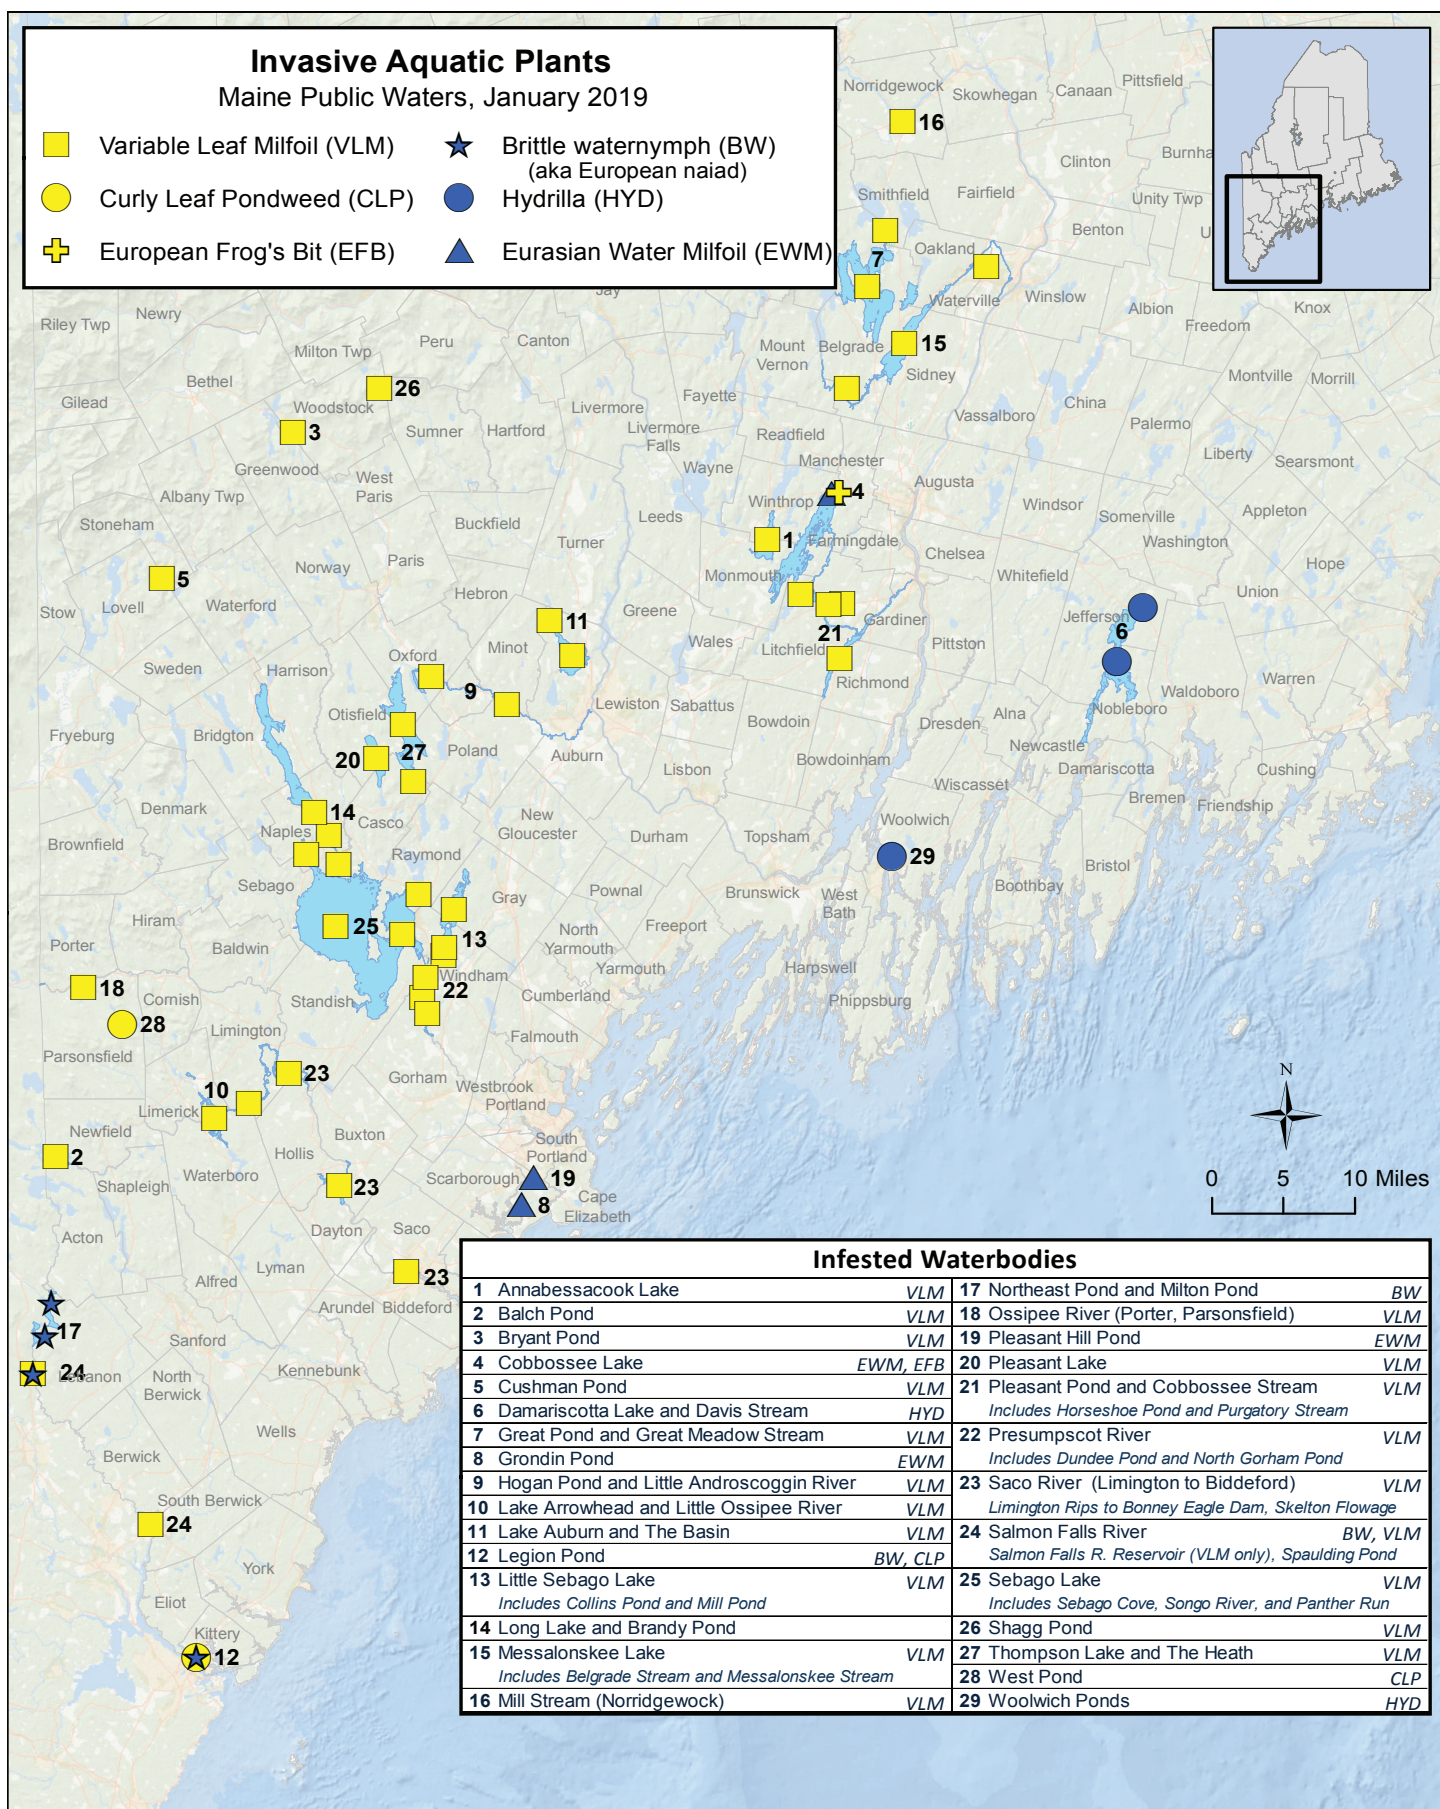 Invasive Aquatic Plants
Maine Public Waters, January 2019
Variable Leaf Milfoil (VLM)
Curly Leaf Pondweed (CLP)
European Frog's Bit (EFB)
Brittle waternymph (BW)
(aka European naiad)
Hydrilla (HYD)
Eurasian Water Milfoil (EWM)
Norridgewock
Skowhegan
Canaan
Pittsfield
16
Clinton
Burnha
Smithfield
Fairfield
Unity Twp
Benton
U
7
Oakland
Jay
Waterville
Winslow
Albion
Knox
Freedom
Newry
Riley Twp
Milton Twp
Peru
Canton
Mount
Vernon
Belgrade
15
Sidney
Bethel
26
Gilead
Woodstock
3
Sumner
Hartford
Livermore
Fayette
Livermore
Falls
Vassalboro
China
Montville
Morrill
Palermo
Readfield
Greenwood
West
Paris
Wayne
Manchester
Liberty
Searsmont
Albany Twp
Augusta
4
Winthrop
Windsor
Appleton
Stoneham
Buckfield
Leeds
Somerville
Turner
1
Farmingdale
Washington
Chelsea
Hope
Paris
Norway
5
Monmouth
Whitefield
Union
Stow
Lovell
Waterford
Hebron
Greene
11
21
Gardiner
Jefferson
6
Wales
Litchfield
Pittston
Minot
Oxford
Sweden
Harrison
Richmond
Warren
Waldoboro
9
Lewiston
Sabattus
Nobleboro
Otisfield
Bowdoin
Dresden
Alna
Fryeburg
Bridgton
20
27
Poland
Auburn
Newcastle
Bowdoinham
Lisbon
Damariscotta
Cushing
Wiscasset
Bremen
Friendship
Denmark
14
Casco
New
Gloucester
Naples
Durham
Topsham
Woolwich
Brownfield
Raymond
29
Bristol
Sebago
Gray
Pownal
Brunswick
West
Bath
Boothbay
Hiram
25
Freeport
North
Yarmouth
Porter
Baldwin
13
Yarmouth
Harpswell
Windham
18
Cornish
Standish
22
Cumberland
Phippsburg
28
Limington
Falmouth
Parsonsfield
23
Gorham
Westbrook
10
Portland
Limerick
Newfield
Buxton
South
Portland
2
Hollis
Waterboro
Scarborough
19
Shapleigh
23
8
Cape
Elizabeth
Dayton
Saco
Acton
Lyman
23
Alfred
Arundel
Biddeford
17
Sanford
24
Lebanon
North
Berwick
Kennebunk
Wells
Berwick
South Berwick
24
York
Eliot
Kittery
12
N
0 5 10 Miles
Infested Waterbodies
1 Annabessacook Lake VLM
2 Balch Pond VLM
3 Bryant Pond VLM
4 Cobbossee Lake EWM, EFB
5 Cushman Pond VLM
6 Damariscotta Lake and Davis Stream HYD
7 Great Pond and Great Meadow Stream VLM
8 Grondin Pond EWM
9 Hogan Pond and Little Androscoggin River VLM
10 Lake Arrowhead and Little Ossipee River VLM
11 Lake Auburn and The Basin VLM
12 Legion Pond BW, CLP
13 Little Sebago Lake VLM
Includes Collins Pond and Mill Pond
14 Long Lake and Brandy Pond
15 Messalonskee Lake VLM
Includes Belgrade Stream and Messalonskee Stream
16 Mill Stream (Norridgewock) VLM
17 Northeast Pond and Milton Pond BW
18 Ossipee River (Porter, Parsonsfield) VLM
19 Pleasant Hill Pond EWM
20 Pleasant Lake VLM
21 Pleasant Pond and Cobbossee Stream VLM
Includes Horseshoe Pond and Purgatory Stream
22 Presumpscot River VLM
Includes Dundee Pond and North Gorham Pond
23 Saco River (Limington to Biddeford) VLM
Limington Rips to Bonney Eagle Dam, Skelton Flowage
24 Salmon Falls River BW, VLM
Salmon Falls R. Reservoir (VLM only), Spaulding Pond
25 Sebago Lake VLM
Includes Sebago Cove, Songo River, and Panther Run
26 Shagg Pond VLM
27 Thompson Lake and The Heath VLM
28 West Pond CLP
29 Woolwich Ponds HYD